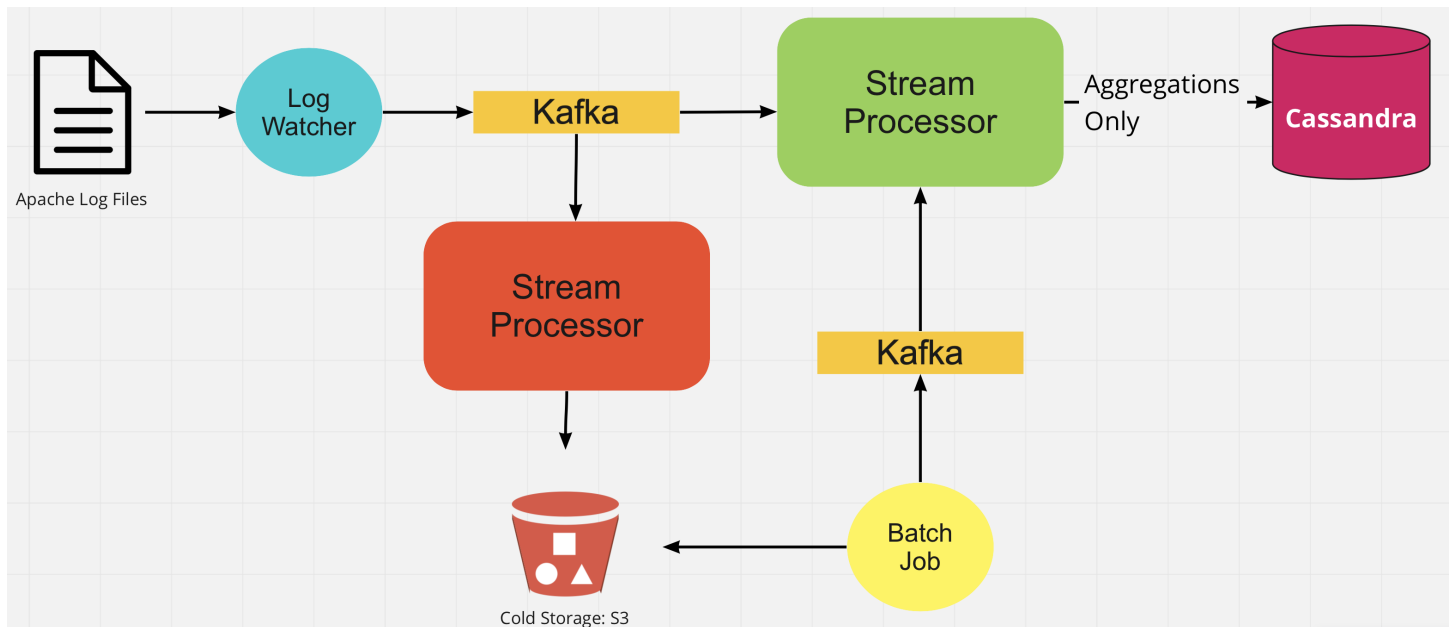 Apache Log Files
Log
Watcher
Kafka
Stream
Processor
Aggregations
Only
Cassandra
Stream
Processor
Kafka
Batch
Job
Cold Storage: S3